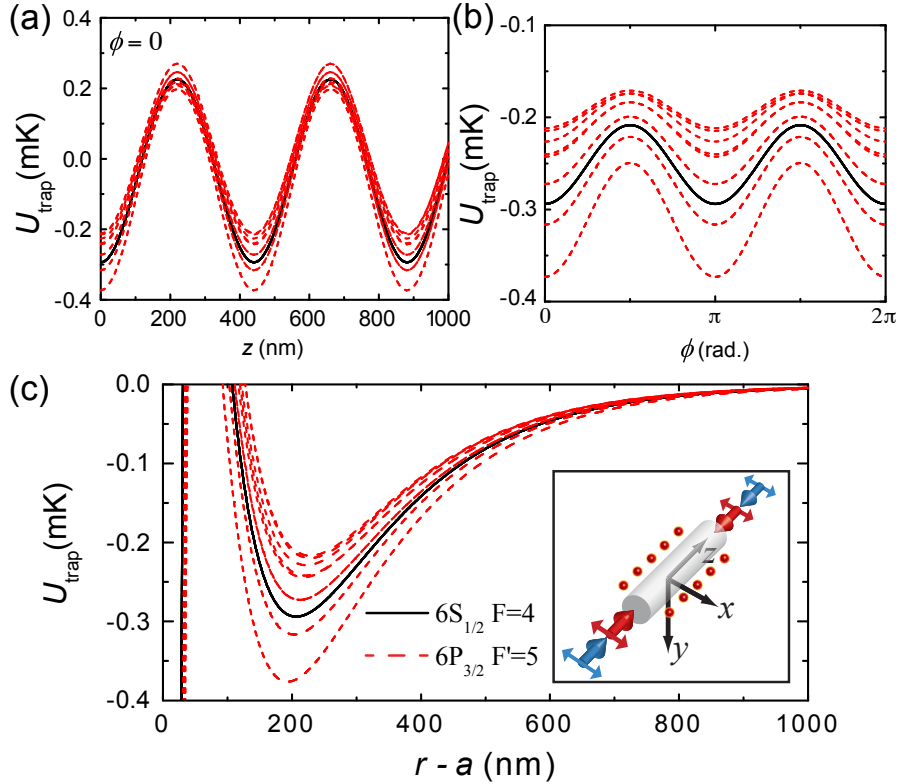 (a)
ϕ = 0
U_trap (mK)
0.4
0.2
0.0
-0.2
-0.4
0 200 400 600 800 1000
z (nm)
(b)
U_trap (mK)
-0.1
-0.2
-0.3
-0.4
0 π 2π
ϕ (rad.)
(c)
U_trap (mK)
0.0
-0.1
-0.2
-0.3
-0.4
6S_1/2 F=4
6P_3/2 F'=5
z
x
y
0 200 400 600 800 1000
r - a (nm)